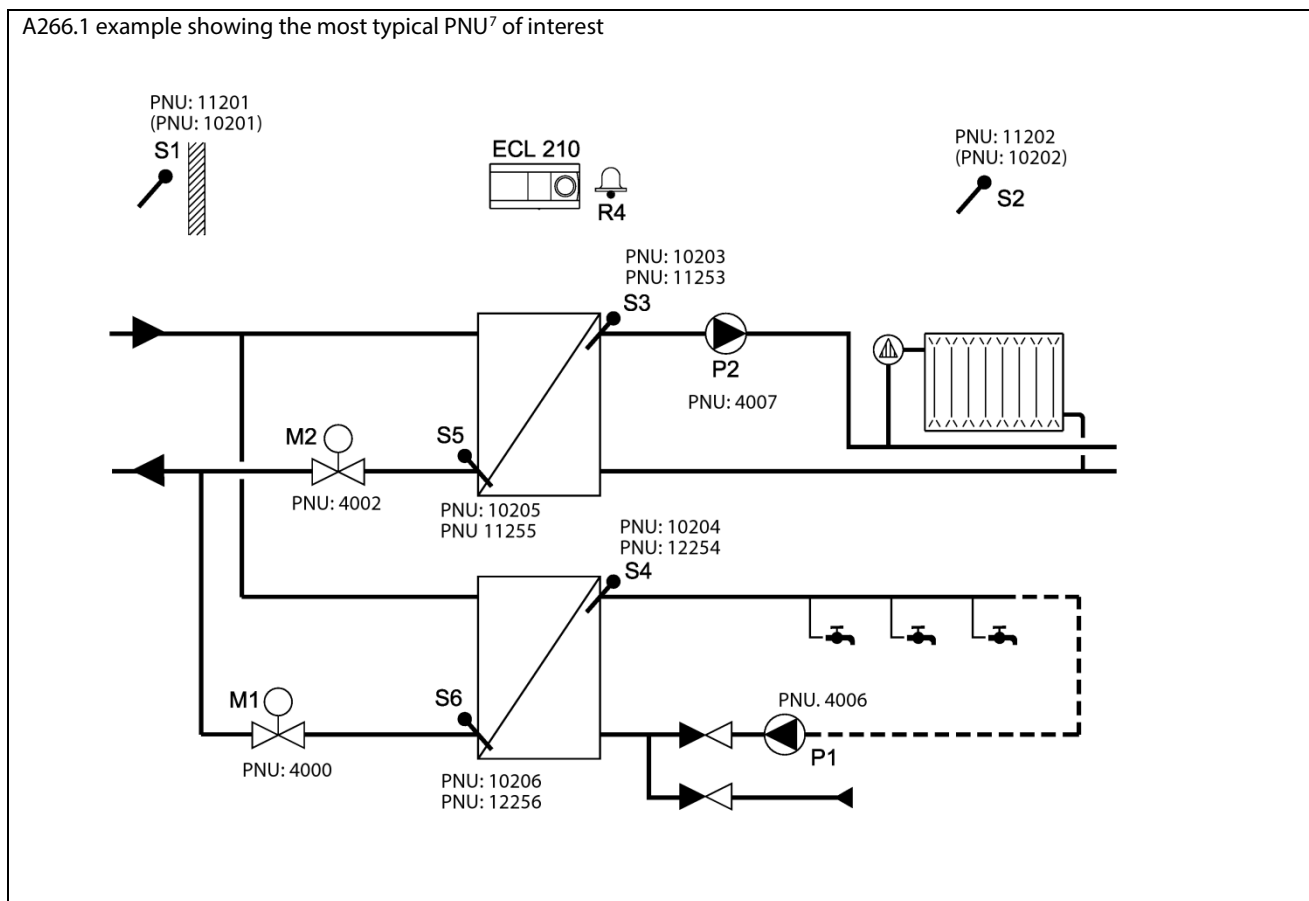 A266.1 example showing the most typical PNU⁷ of interest
PNU: 11201
(PNU: 10201)
S1
ECL 210
R4
PNU: 11202
(PNU: 10202)
S2
PNU: 10203
PNU: 11253
S3
P2
PNU: 4007
M2
PNU: 4002
S5
PNU: 10205
PNU 11255
PNU: 10204
PNU: 12254
S4
M1
PNU: 4000
S6
PNU: 10206
PNU: 12256
PNU. 4006
P1